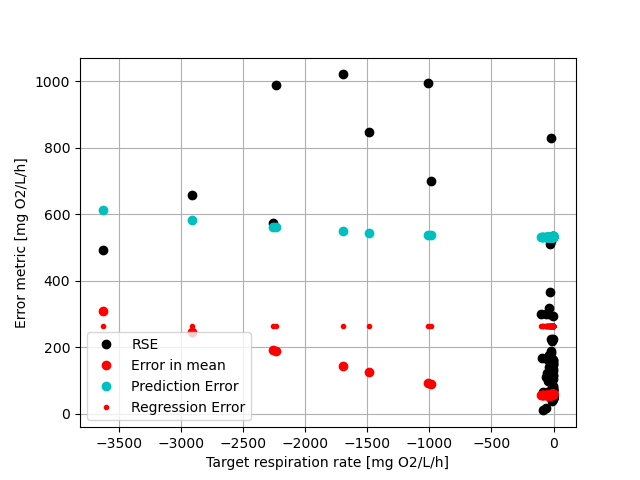 1000
800
600
400
200
0
Error metric [mg O2/L/h]
RSE
Error in mean
Prediction Error
Regression Error
−3500 −3000 −2500 −2000 −1500 −1000 −500 0
Target respiration rate [mg O2/L/h]